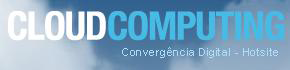 CLOUDCOMPUTING
Convergência Digital - Hotsite